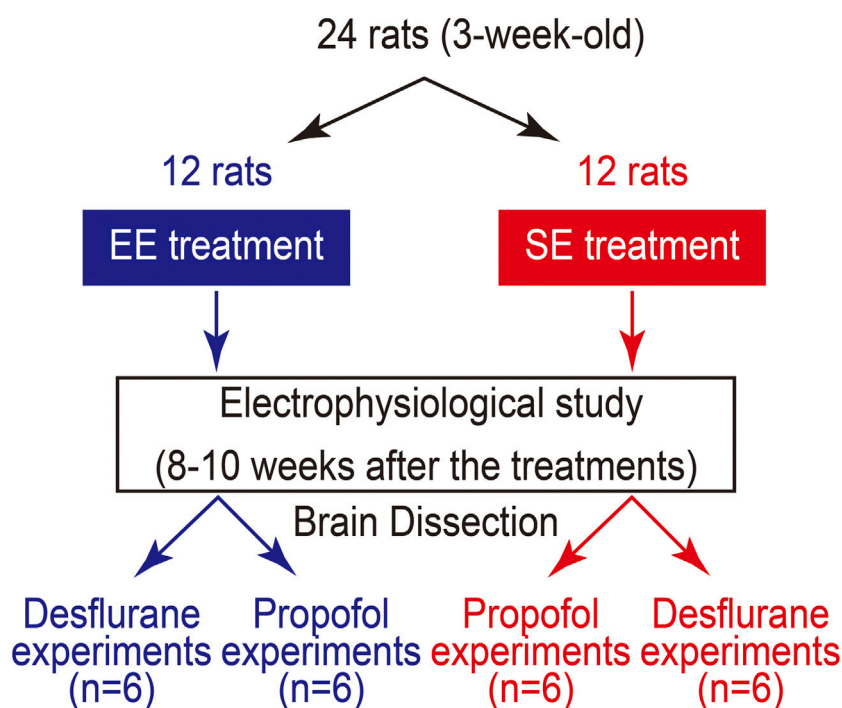 24 rats (3-week-old)
12 rats
12 rats
EE treatment
SE treatment
Electrophysiological study
(8-10 weeks after the treatments)
Brain Dissection
Desflurane
experiments
(n=6)
Propofol
experiments
(n=6)
Propofol
experiments
(n=6)
Desflurane
experiments
(n=6)